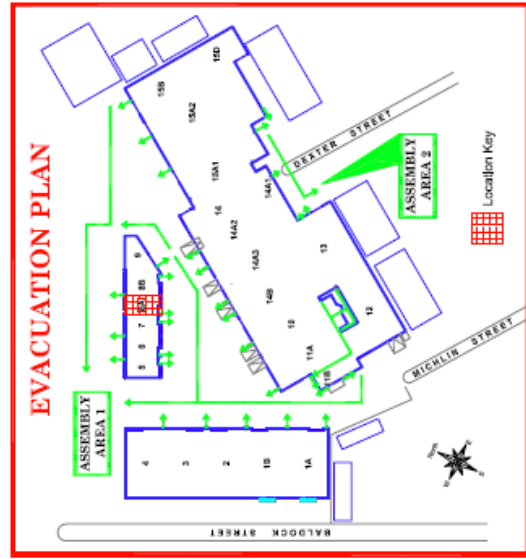 EVACUATION PLAN
ASSEMBLY
AREA 1
ASSEMBLY
AREA 2
Location Key
BALDOCK STREET
MICHLIN STREET
DEXTER STREET
North
E
S
W
4
3
2
1B
1A
5
6
7
8B
9
15B
15D
15A2
15A1
14
14A2
14A1
14A3
14B
13
10
12
11A
11B